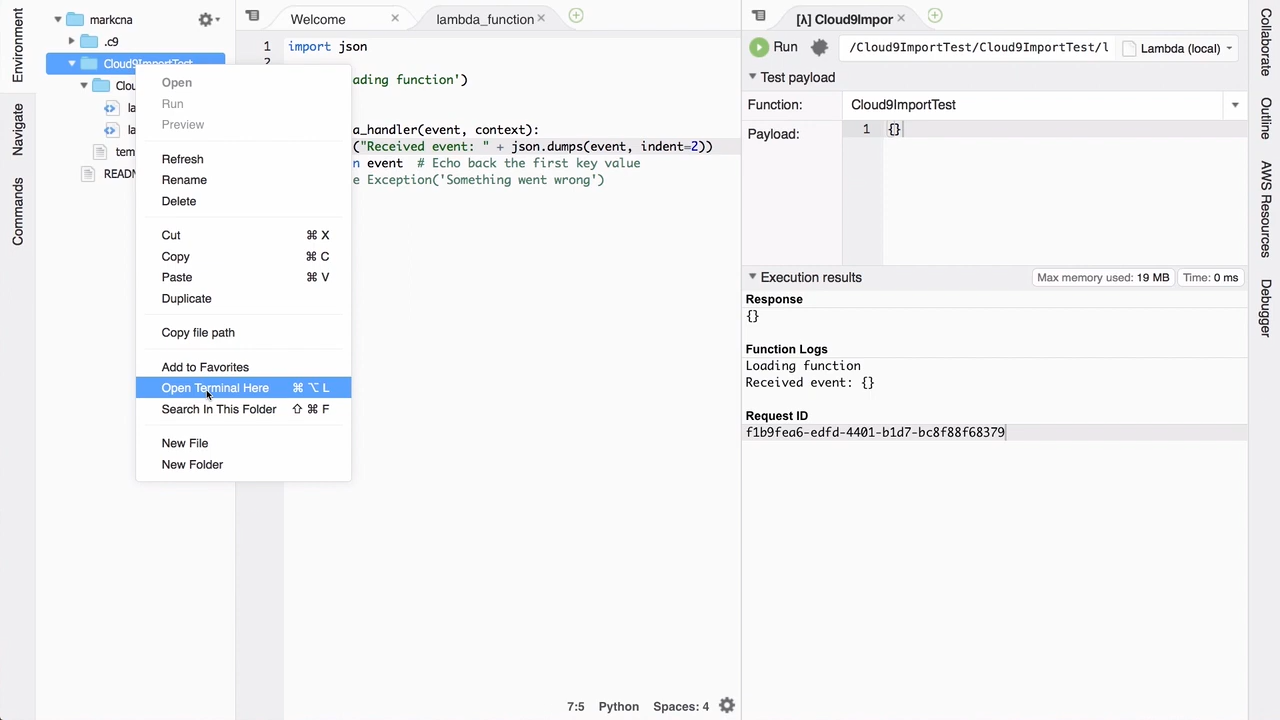 Environment
Navigate
Commands
markcna
.c9
Cloud9ImportTest
Clou
la
la
tem
READN
Open
Run
Preview
Refresh
Rename
Delete
Cut ⌘ X
Copy ⌘ C
Paste ⌘ V
Duplicate
Copy file path
Add to Favorites
Open Terminal Here ⌘ ⌥ L
Search In This Folder ⇧ ⌘ F
New File
New Folder
Welcome
lambda_function
1 import json
2
ading function')
a_handler(event, context):
("Received event: " + json.dumps(event, indent=2))
n event # Echo back the first key value
e Exception('Something went wrong')
7:5 Python Spaces: 4
[λ] Cloud9Impor
Run /Cloud9ImportTest/Cloud9ImportTest/l Lambda (local)
Test payload
Function: Cloud9ImportTest
Payload: 1 {}
Execution results Max memory used: 19 MB Time: 0 ms
Response
{}
Function Logs
Loading function
Received event: {}
Request ID
f1b9fea6-edfd-4401-b1d7-bc8f88f68379
Collaborate
Outline
AWS Resources
Debugger